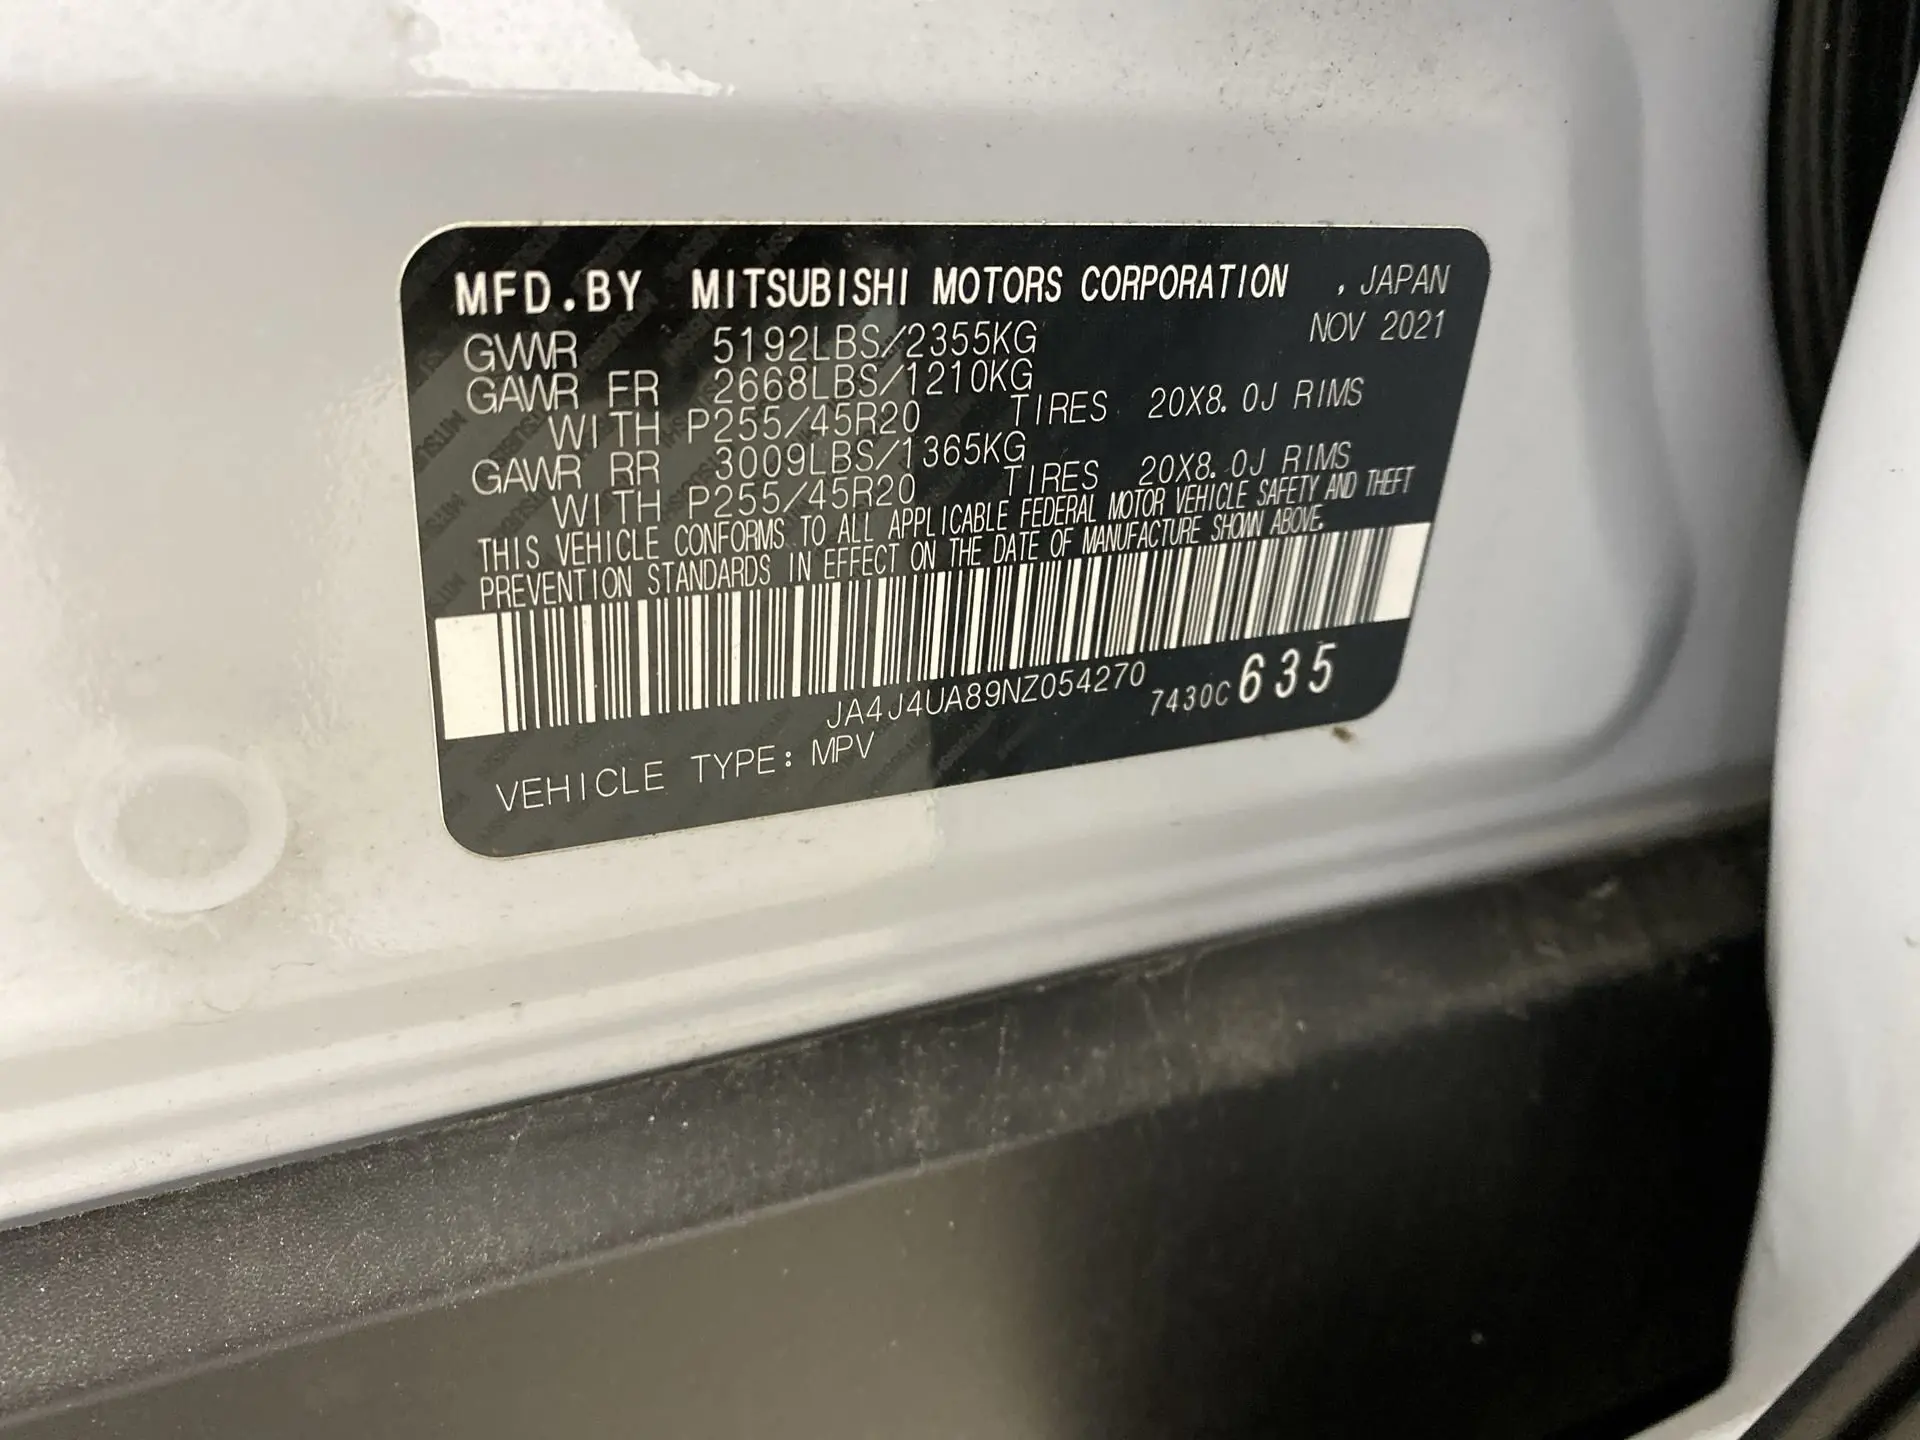 MFD.BY MITSUBISHI MOTORS CORPORATION , JAPAN
GVWR 5192LBS/2355KG NOV 2021
GAWR FR 2668LBS/1210KG
WITH P255/45R20 TIRES 20X8.0J RIMS
GAWR RR 3009LBS/1365KG
WITH P255/45R20 TIRES 20X8.0J RIMS
THIS VEHICLE CONFORMS TO ALL APPLICABLE FEDERAL MOTOR VEHICLE SAFETY AND THEFT
PREVENTION STANDARDS IN EFFECT ON THE DATE OF MANUFACTURE SHOWN ABOVE.
JA4J4UA89NZ054270 7430C 635
VEHICLE TYPE: MPV